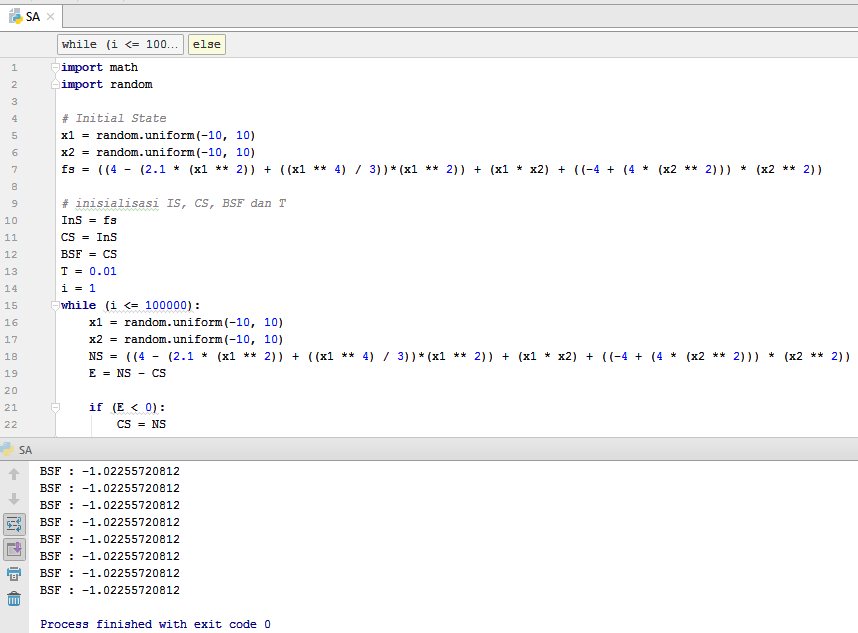 SA
while (i <= 100... else
1 import math
2 import random
3
4 # Initial State
5 x1 = random.uniform(-10, 10)
6 x2 = random.uniform(-10, 10)
7 fs = ((4 - (2.1 * (x1 ** 2)) + ((x1 ** 4) / 3))*(x1 ** 2)) + (x1 * x2) + ((-4 + (4 * (x2 ** 2))) * (x2 ** 2))
8
9 # inisialisasi IS, CS, BSF dan T
10 InS = fs
11 CS = InS
12 BSF = CS
13 T = 0.01
14 i = 1
15 while (i <= 100000):
16     x1 = random.uniform(-10, 10)
17     x2 = random.uniform(-10, 10)
18     NS = ((4 - (2.1 * (x1 ** 2)) + ((x1 ** 4) / 3))*(x1 ** 2)) + (x1 * x2) + ((-4 + (4 * (x2 ** 2))) * (x2 ** 2))
19     E = NS - CS
20
21     if (E < 0):
22         CS = NS
SA
BSF : -1.02255720812
BSF : -1.02255720812
BSF : -1.02255720812
BSF : -1.02255720812
BSF : -1.02255720812
BSF : -1.02255720812
BSF : -1.02255720812
BSF : -1.02255720812
Process finished with exit code 0